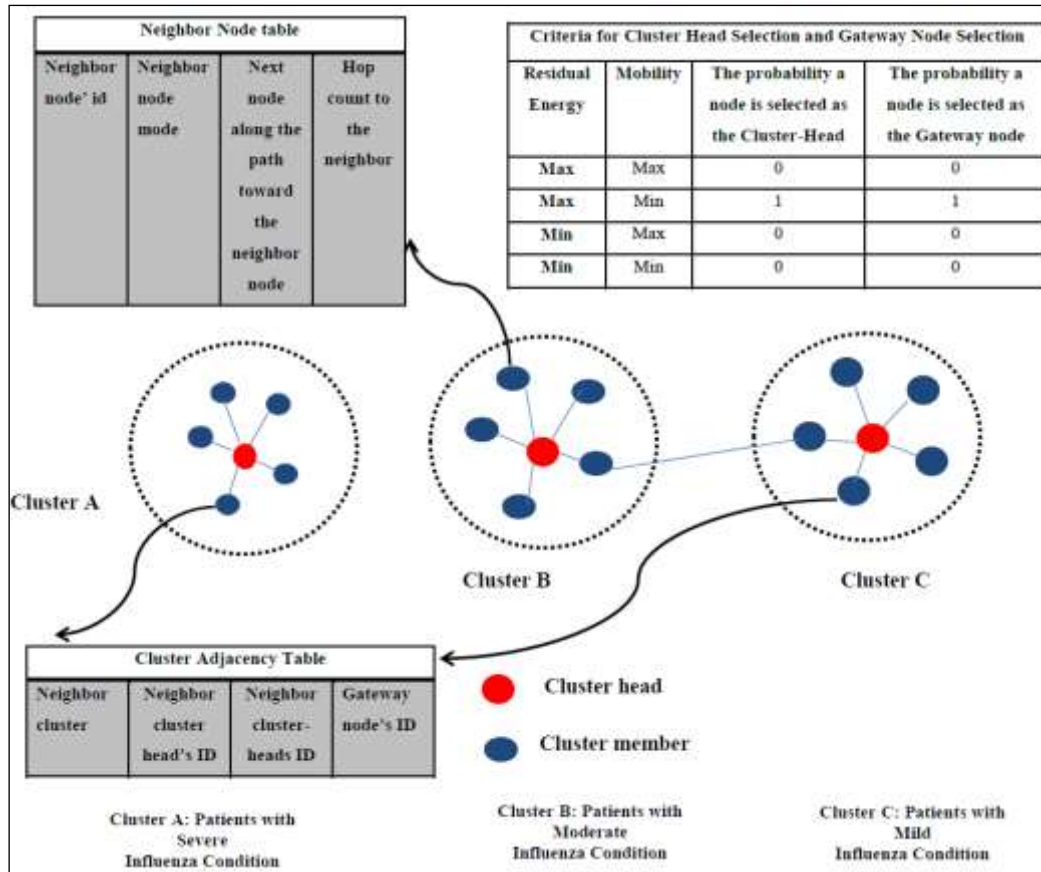 Neighbor Node table
Neighbor
node' id
Neighbor
node
mode
Next
node
along the
path
toward
the
neighbor
node
Hop
count to
the
neighbor
Criteria for Cluster Head Selection and Gateway Node Selection
Residual
Energy
Mobility
The probability a
node is selected as
the Cluster-Head
The probability a
node is selected as
the Gateway node
Max Max 0 0
Max Min 1 1
Min Max 0 0
Min Min 0 0
Cluster A
Cluster B
Cluster C
Cluster Adjacency Table
Neighbor
cluster
Neighbor
cluster
head's ID
Neighbor
cluster-
heads ID
Gateway
node's ID
Cluster head
Cluster member
Cluster A: Patients with
Severe
Influenza Condition
Cluster B: Patients with
Moderate
Influenza Condition
Cluster C: Patients with
Mild
Influenza Condition